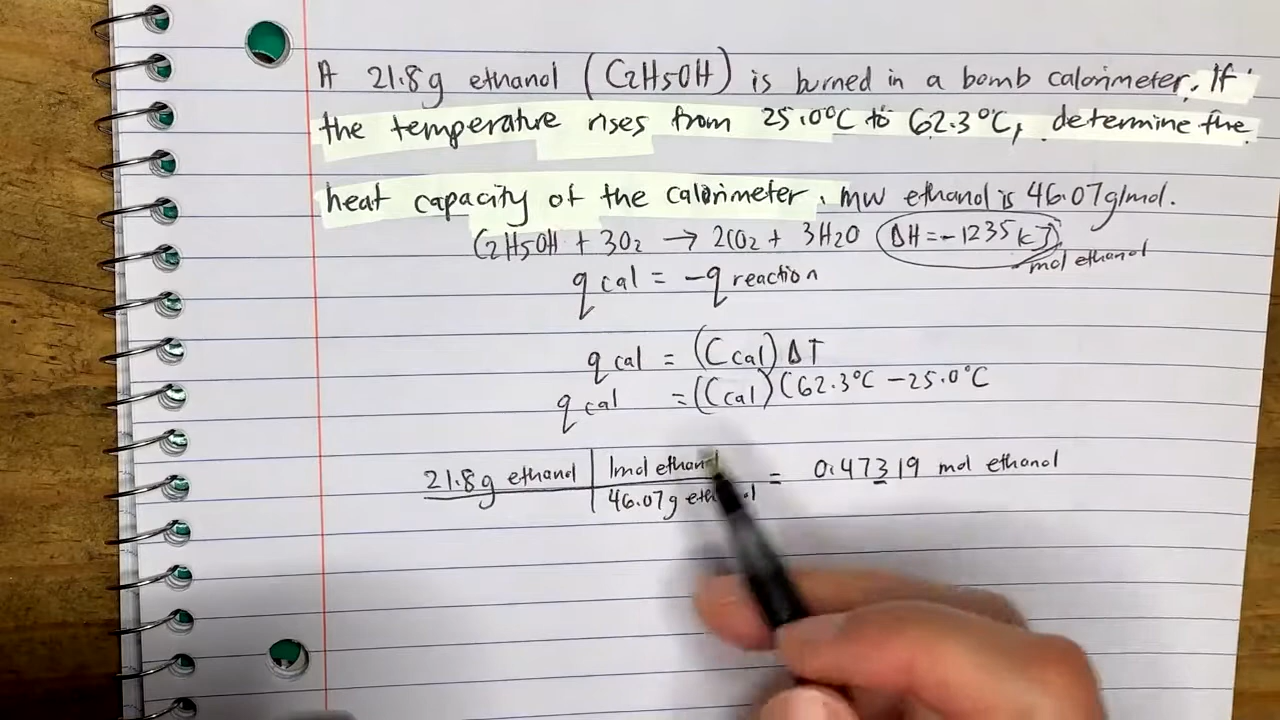 A 21.8g ethanol (C2H5OH) is burned in a bomb calorimeter. If
the temperature rises from 25.0°C to 62.3°C, determine the
heat capacity of the calorimeter. mw ethanol is 46.07g/mol.
C2H5OH + 3O2 → 2CO2 + 3H2O ΔH = -1235 kJ
mol ethanol
q cal = -q reaction
q cal = (Ccal) ΔT
q cal = (Ccal) (62.3°C - 25.0°C
21.8g ethanol | 1mol ethanol = 0.47319 mol ethanol
46.07g